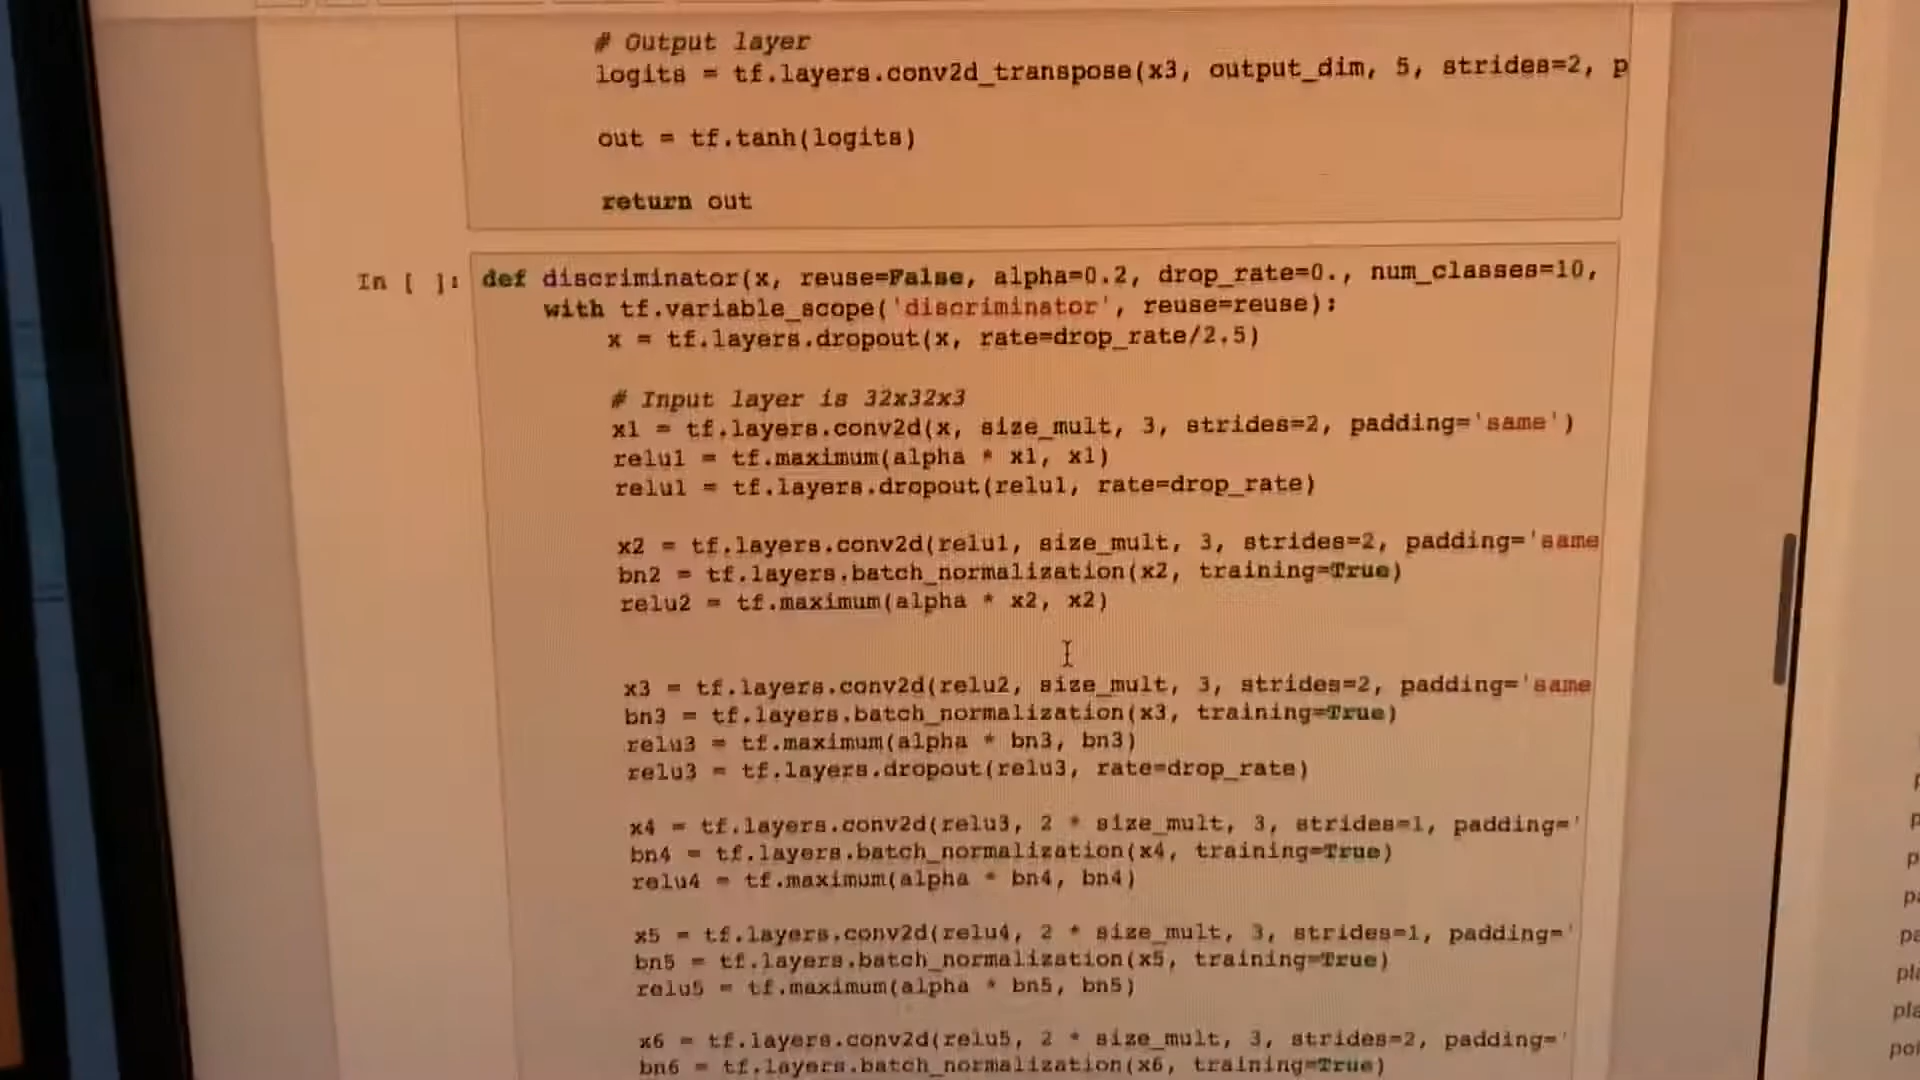 # Output layer
logits = tf.layers.conv2d_transpose(x3, output_dim, 5, strides=2, p
out = tf.tanh(logits)
return out
In [ ]: def discriminator(x, reuse=False, alpha=0.2, drop_rate=0., num_classes=10,
with tf.variable_scope('discriminator', reuse=reuse):
x = tf.layers.dropout(x, rate=drop_rate/2.5)
# Input layer is 32x32x3
x1 = tf.layers.conv2d(x, size_mult, 3, strides=2, padding='same')
relu1 = tf.maximum(alpha * x1, x1)
relu1 = tf.layers.dropout(relu1, rate=drop_rate)
x2 = tf.layers.conv2d(relu1, size_mult, 3, strides=2, padding='same
bn2 = tf.layers.batch_normalization(x2, training=True)
relu2 = tf.maximum(alpha * x2, x2)
x3 = tf.layers.conv2d(relu2, size_mult, 3, strides=2, padding='same
bn3 = tf.layers.batch_normalization(x3, training=True)
relu3 = tf.maximum(alpha * bn3, bn3)
relu3 = tf.layers.dropout(relu3, rate=drop_rate)
x4 = tf.layers.conv2d(relu3, 2 * size_mult, 3, strides=1, padding='
bn4 = tf.layers.batch_normalization(x4, training=True)
relu4 = tf.maximum(alpha * bn4, bn4)
x5 = tf.layers.conv2d(relu4, 2 * size_mult, 3, strides=1, padding='
bn5 = tf.layers.batch_normalization(x5, training=True)
relu5 = tf.maximum(alpha * bn5, bn5)
x6 = tf.layers.conv2d(relu5, 2 * size_mult, 3, strides=2, padding='
bn6 = tf.layers.batch_normalization(x6, training=True)